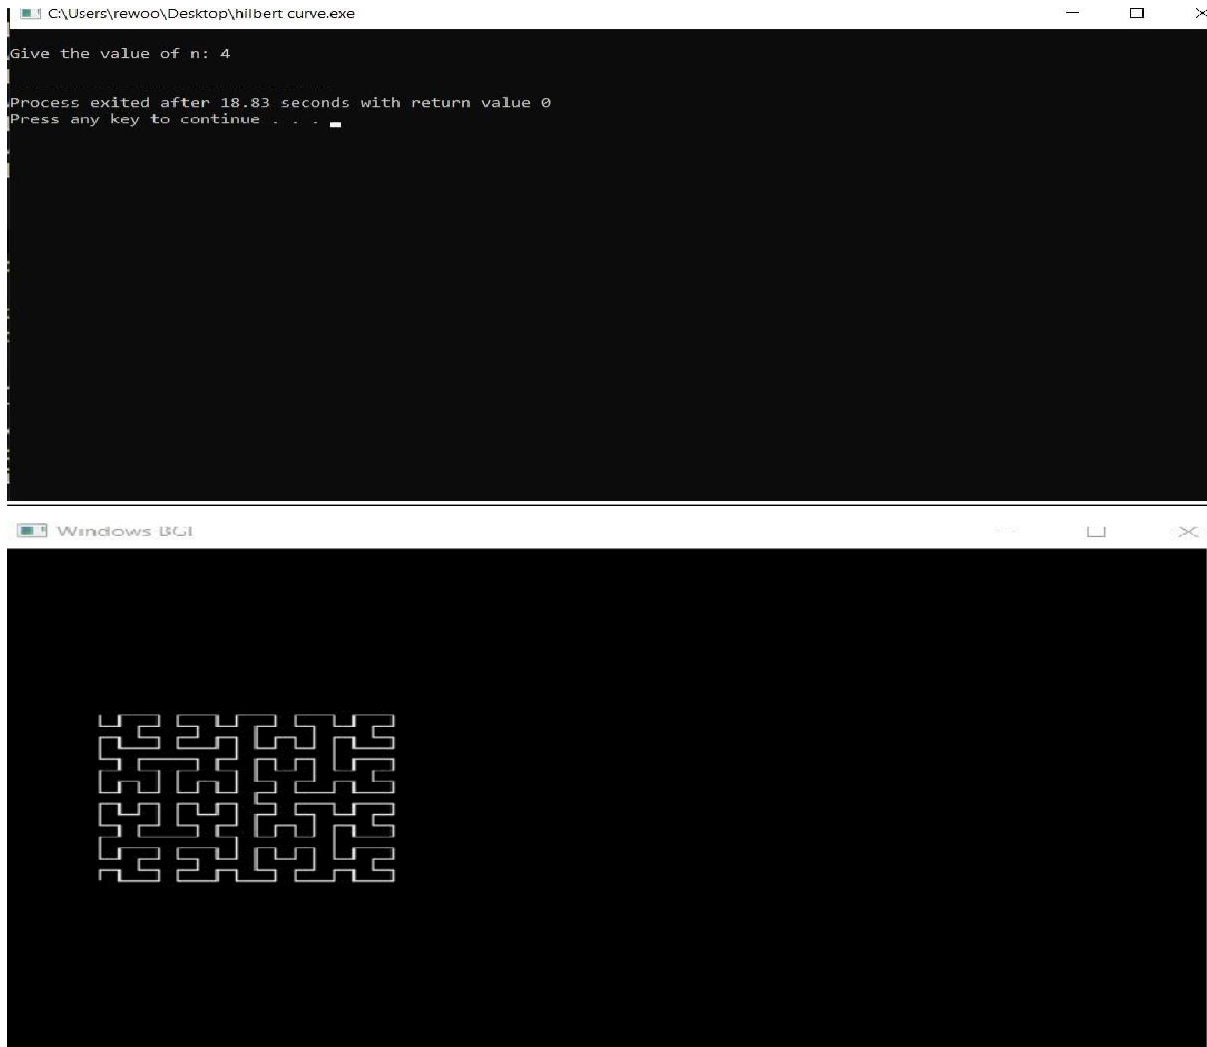 C:\Users\rewoo\Desktop\hilbert curve.exe
Give the value of n: 4
Process exited after 18.83 seconds with return value 0
Press any key to continue . . .
Windows BGI